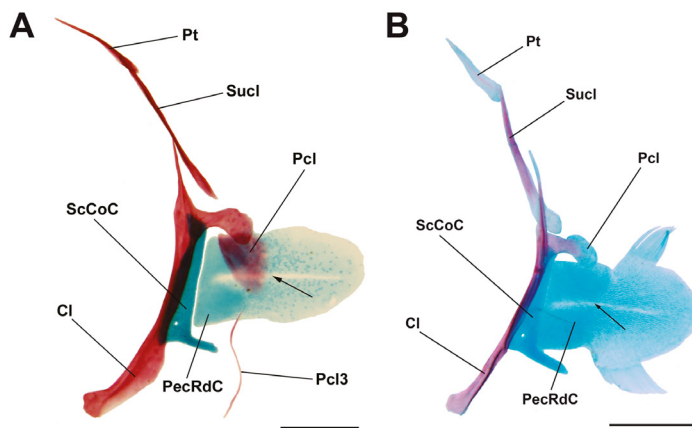 A
Pt
Sucl
Pcl
ScCoC
Cl
PecRdC
Pcl3
B
Pt
Sucl
Pcl
ScCoC
Cl
PecRdC